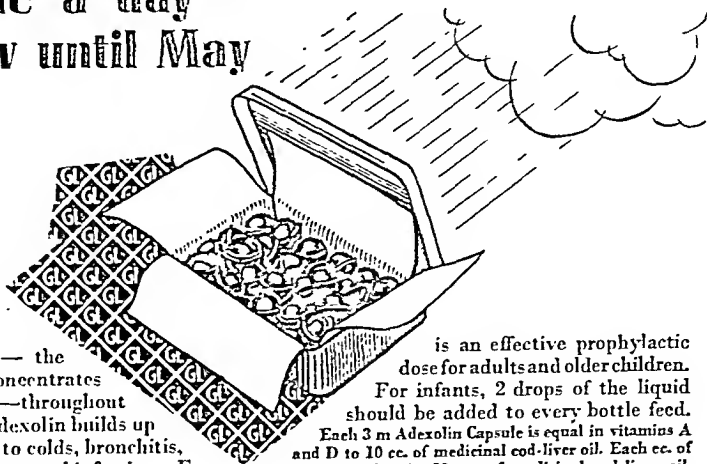 a day
until May
GL
— the
—throughout
builds up
to colds, bronchitis,
is an effective prophylactic
dose for adults and older children.
For infants, 2 drops of the liquid
should be added to every bottle feed.
Each 3 m Adexolin Capsule is equal in vitamins A
and D to 10 cc. of medicinal cod-liver oil. Each cc. of